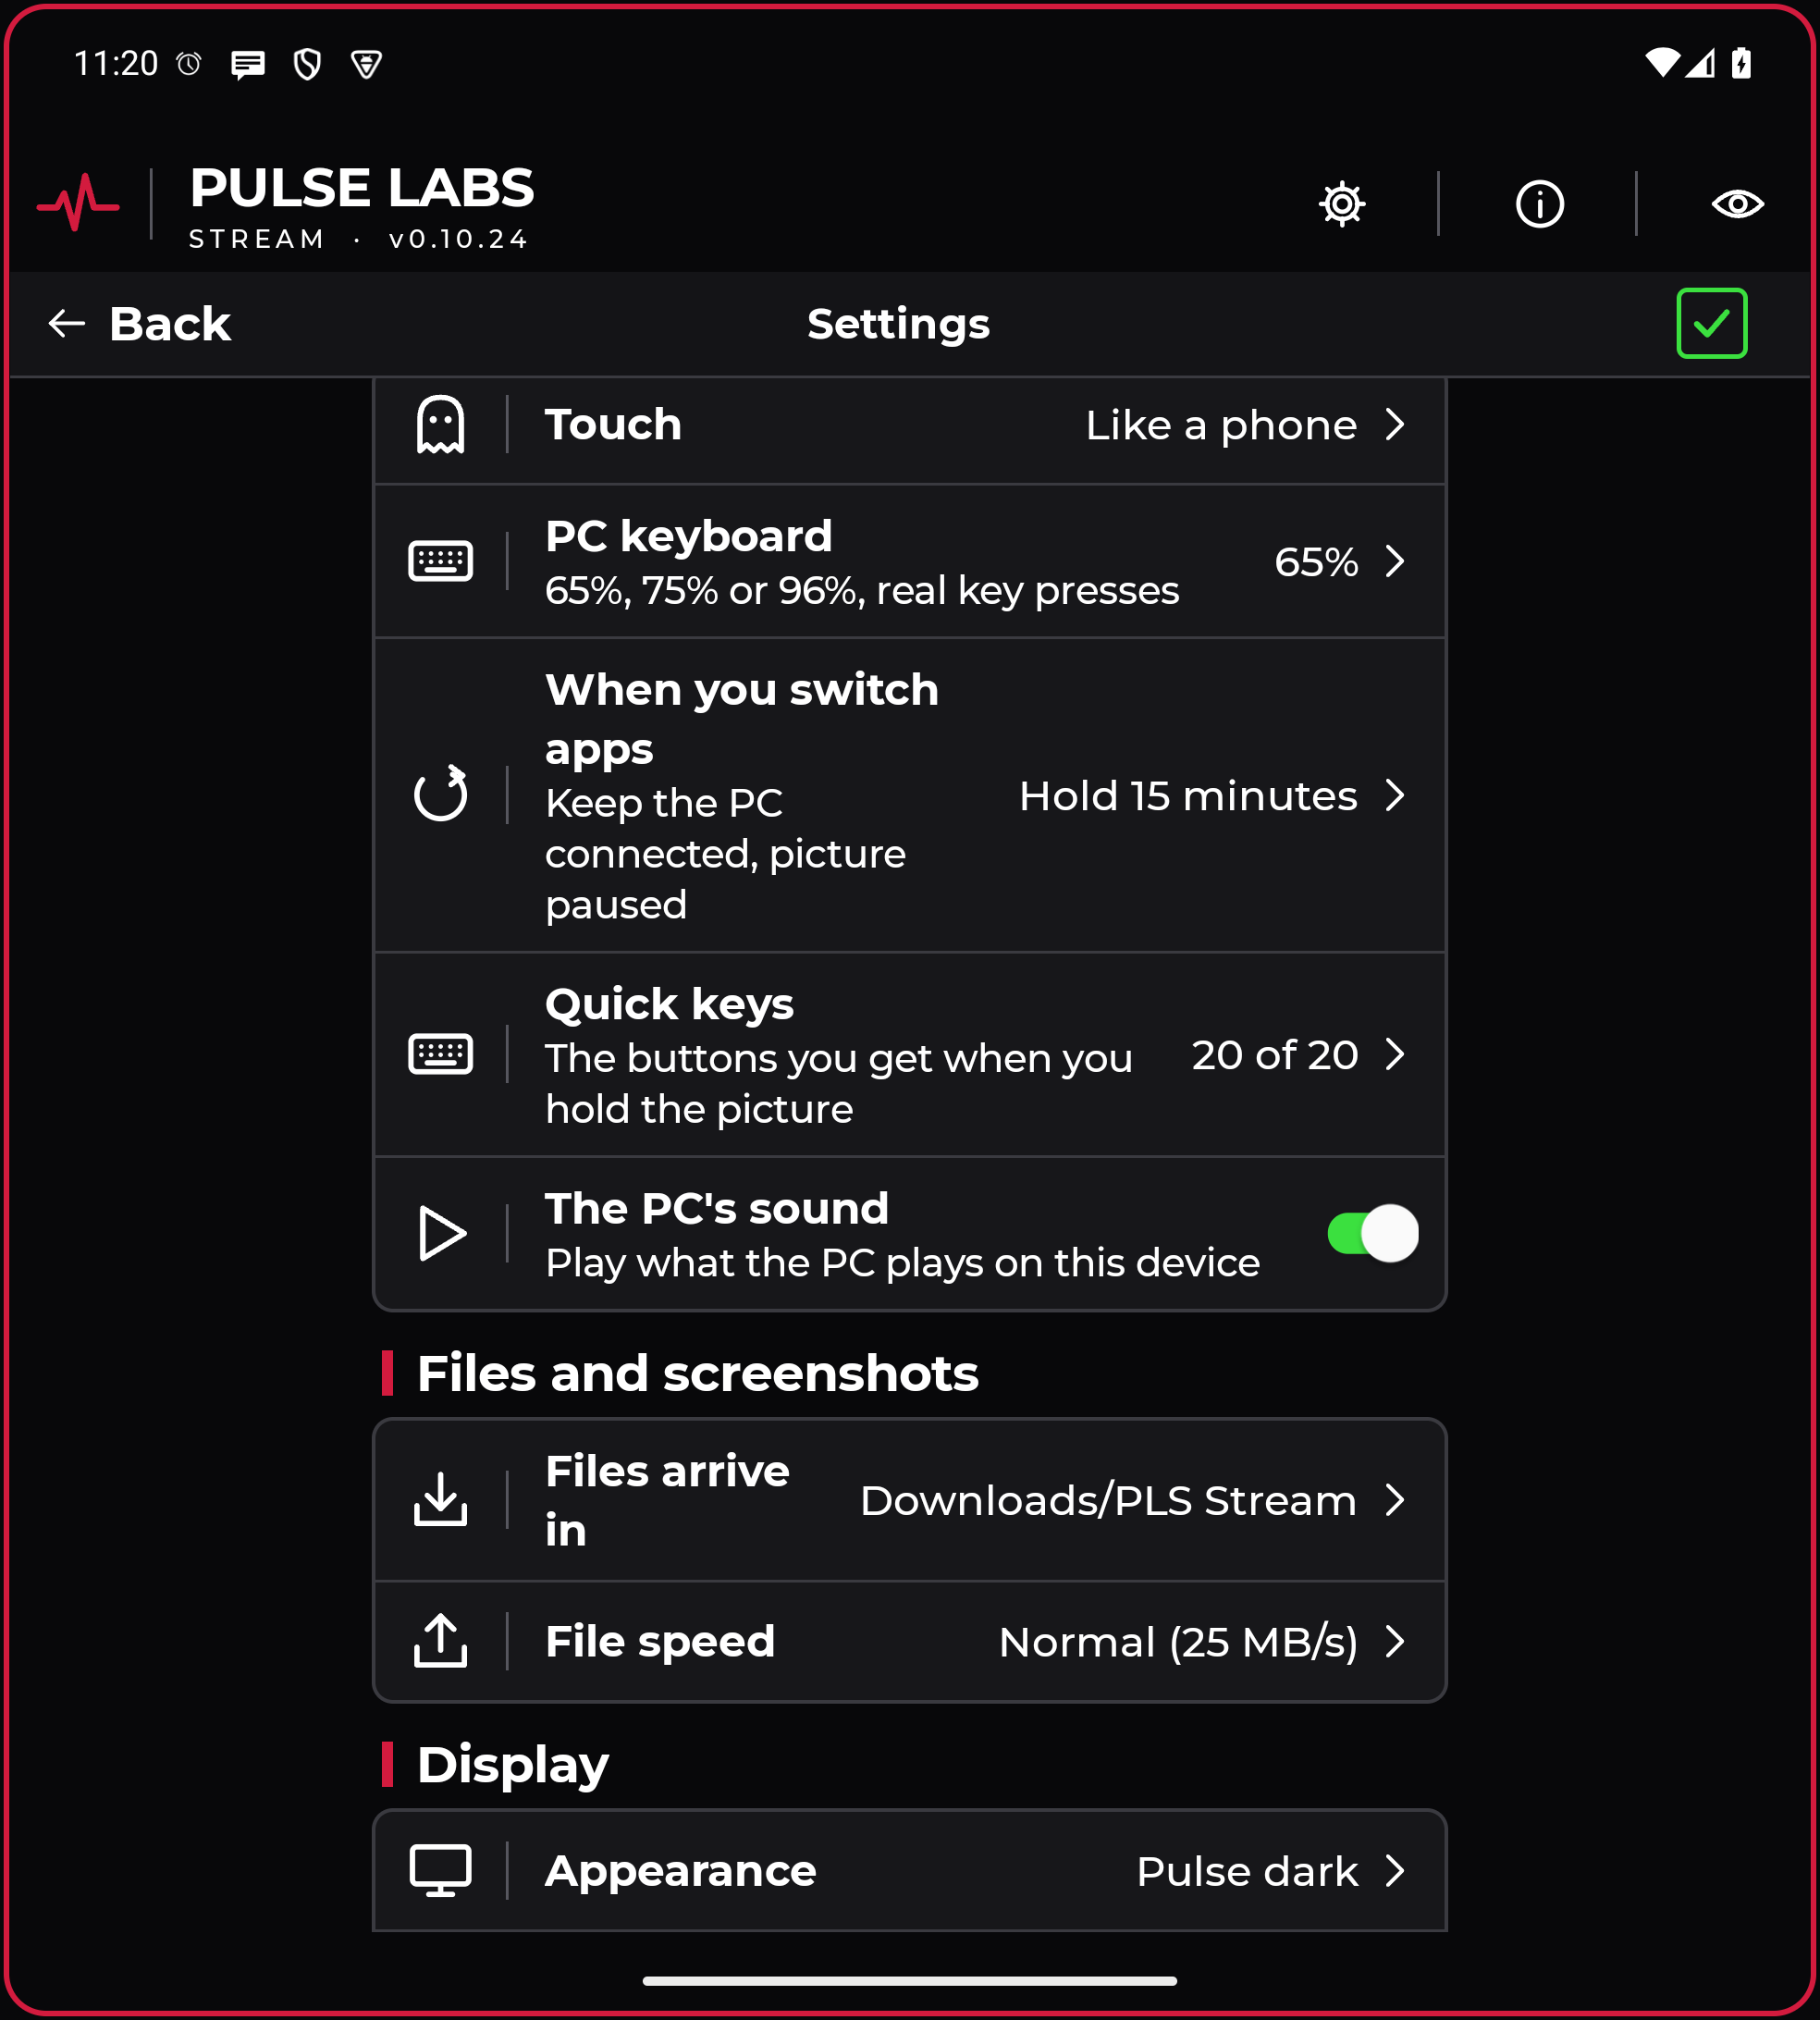 11:20
PULSE LABS
STREAM · v0.10.24
Back
Settings
Touch
Like a phone
PC keyboard
65%, 75% or 96%, real key presses
65%
When you switch
apps
Keep the PC
connected, picture
paused
Hold 15 minutes
Quick keys
The buttons you get when you
hold the picture
20 of 20
The PC's sound
Play what the PC plays on this device
Files and screenshots
Files arrive
in
Downloads/PLS Stream
File speed
Normal (25 MB/s)
Display
Appearance
Pulse dark